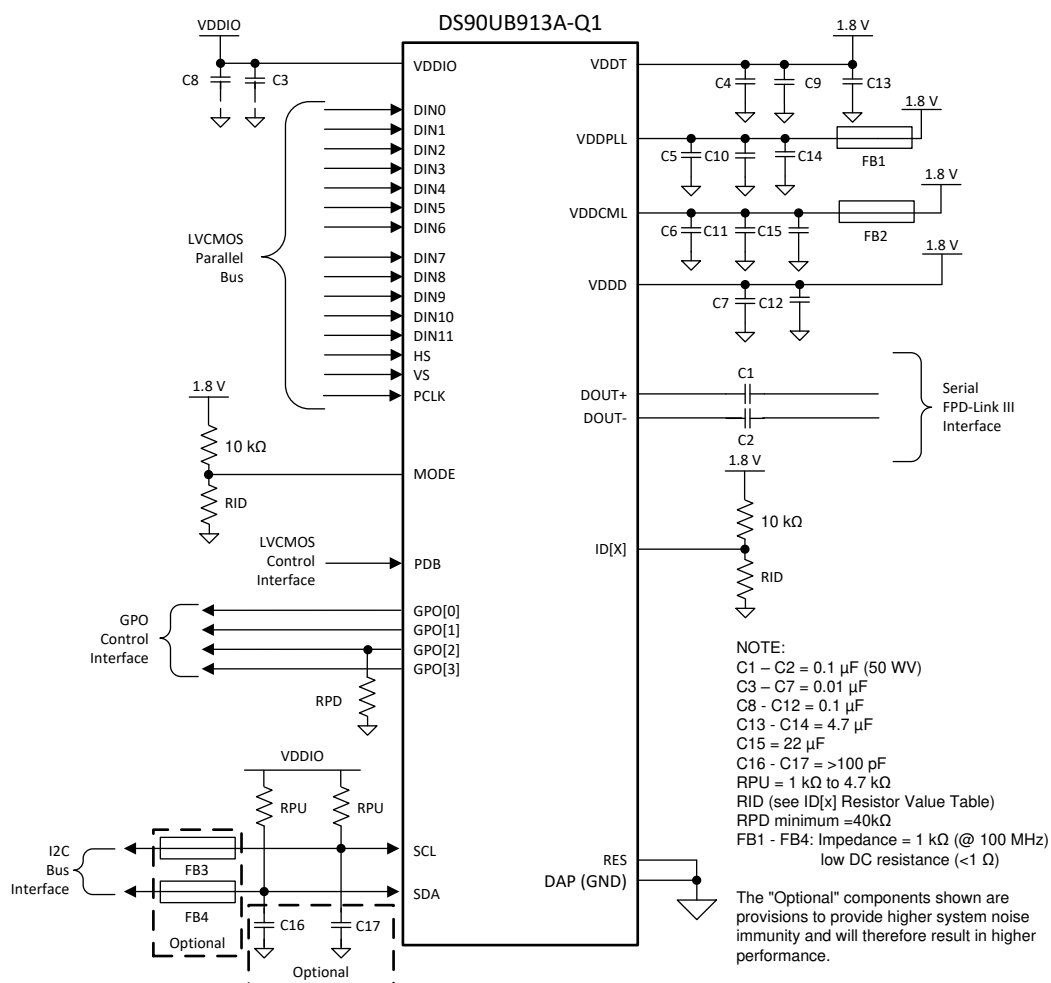 DS90UB913A-Q1
VDDIO
C8
C3
VDDIO
DIN0
DIN1
DIN2
DIN3
DIN4
DIN5
DIN6
DIN7
DIN8
DIN9
DIN10
DIN11
HS
VS
PCLK
LVCMOS
Parallel
Bus
1.8 V
10 kΩ
RID
MODE
LVCMOS
Control
Interface
PDB
GPO
Control
Interface
GPO[0]
GPO[1]
GPO[2]
GPO[3]
RPD
VDDIO
RPU
RPU
I2C
Bus
Interface
FB3
FB4
Optional
SCL
SDA
C16
C17
Optional
1.8 V
VDDT
C4
C9
C13
1.8 V
VDDPLL
C5
C10
C14
FB1
1.8 V
VDDCML
C6
C11
C15
FB2
1.8 V
VDDD
C7
C12
DOUT+
DOUT-
C1
C2
Serial
FPD-Link III
Interface
1.8 V
10 kΩ
ID[X]
RID
RES
DAP (GND)
NOTE:
C1 – C2 = 0.1 µF (50 WV)
C3 – C7 = 0.01 µF
C8 - C12 = 0.1 µF
C13 - C14 = 4.7 µF
C15 = 22 µF
C16 - C17 = >100 pF
RPU = 1 kΩ to 4.7 kΩ
RID (see ID[x] Resistor Value Table)
RPD minimum =40kΩ
FB1 - FB4: Impedance = 1 kΩ (@ 100 MHz)
low DC resistance (<1 Ω)
The "Optional" components shown are
provisions to provide higher system noise
immunity and will therefore result in higher
performance.